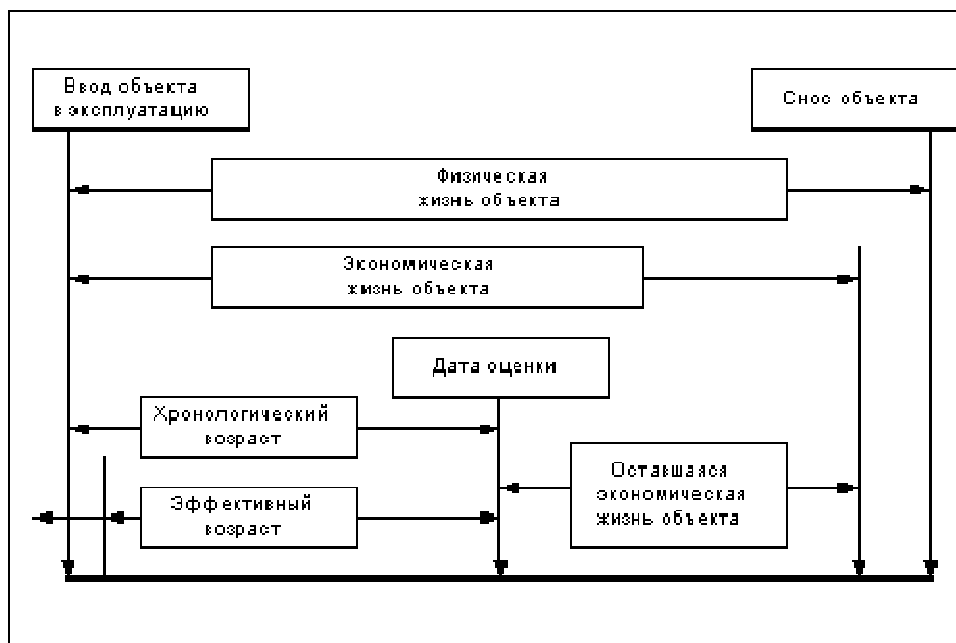 Ввод объекта
в эксплуатацию
Снос объекта
Физическая
жизнь объекта
Экономическая
жизнь объекта
Дата оценки
Хронологический
возраст
Оставшаяся
экономическая
жизнь объекта
Эффективный
возраст